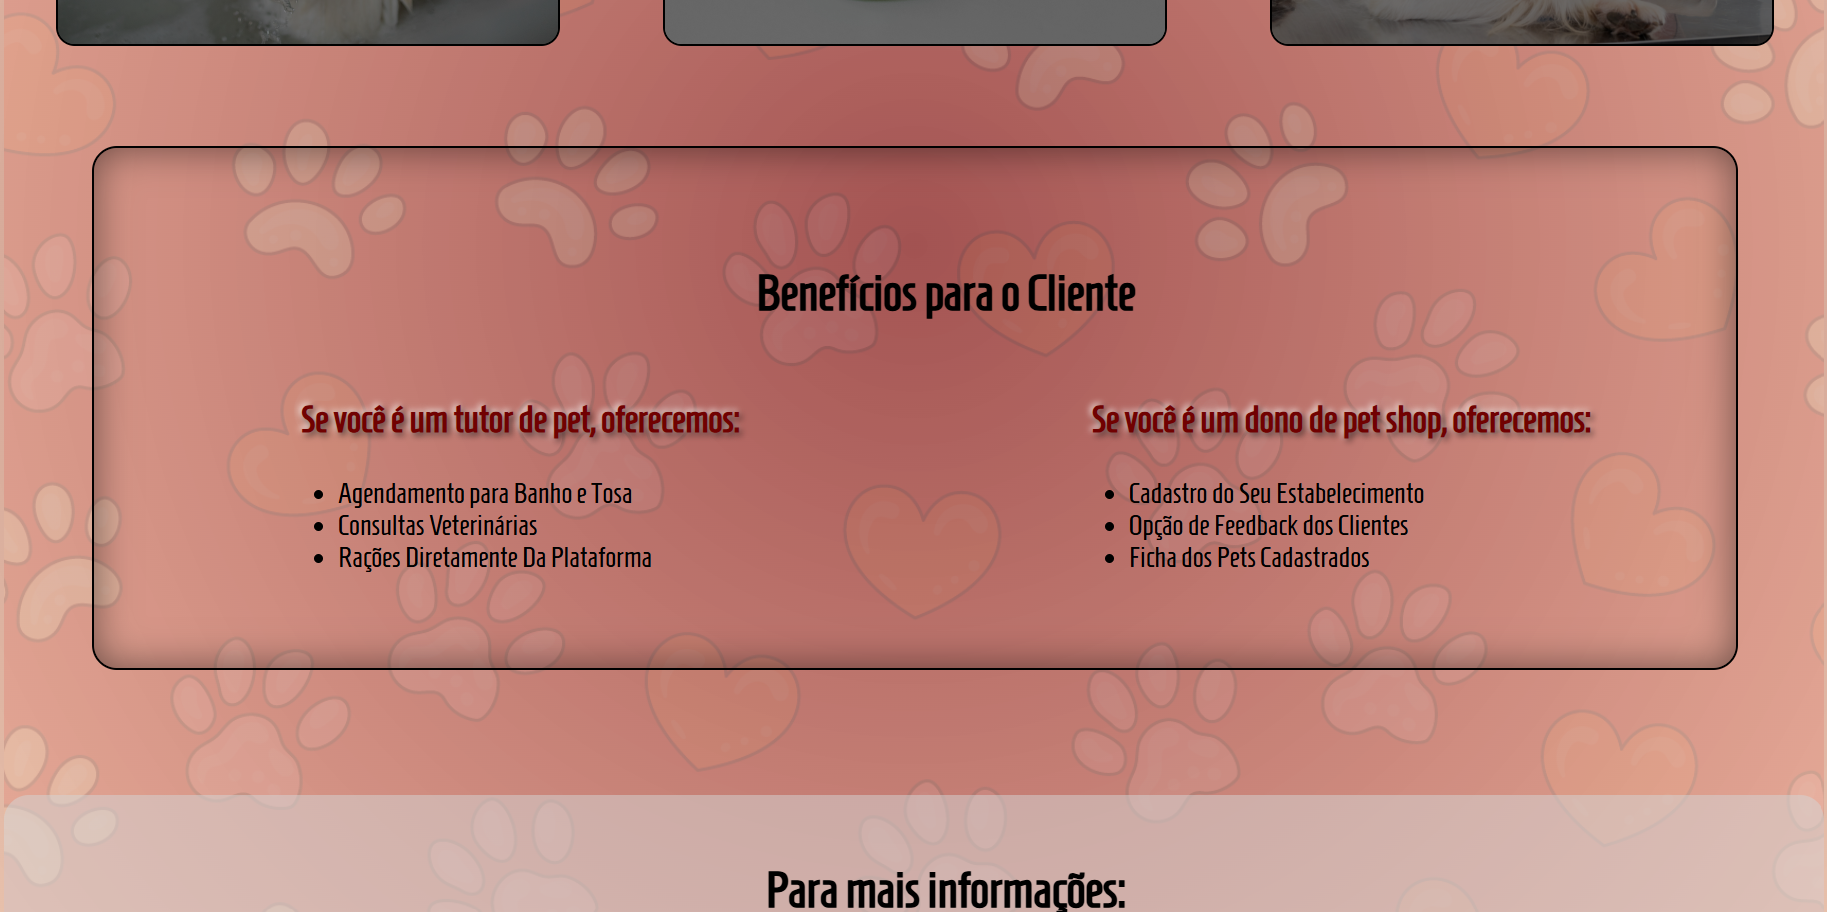 Benefícios para o Cliente
Se você é um tutor de pet, oferecemos:
Agendamento para Banho e Tosa
Consultas Veterinárias
Rações Diretamente Da Plataforma
Se você é um dono de pet shop, oferecemos:
Cadastro do Seu Estabelecimento
Opção de Feedback dos Clientes
Ficha dos Pets Cadastrados
Para mais informações: